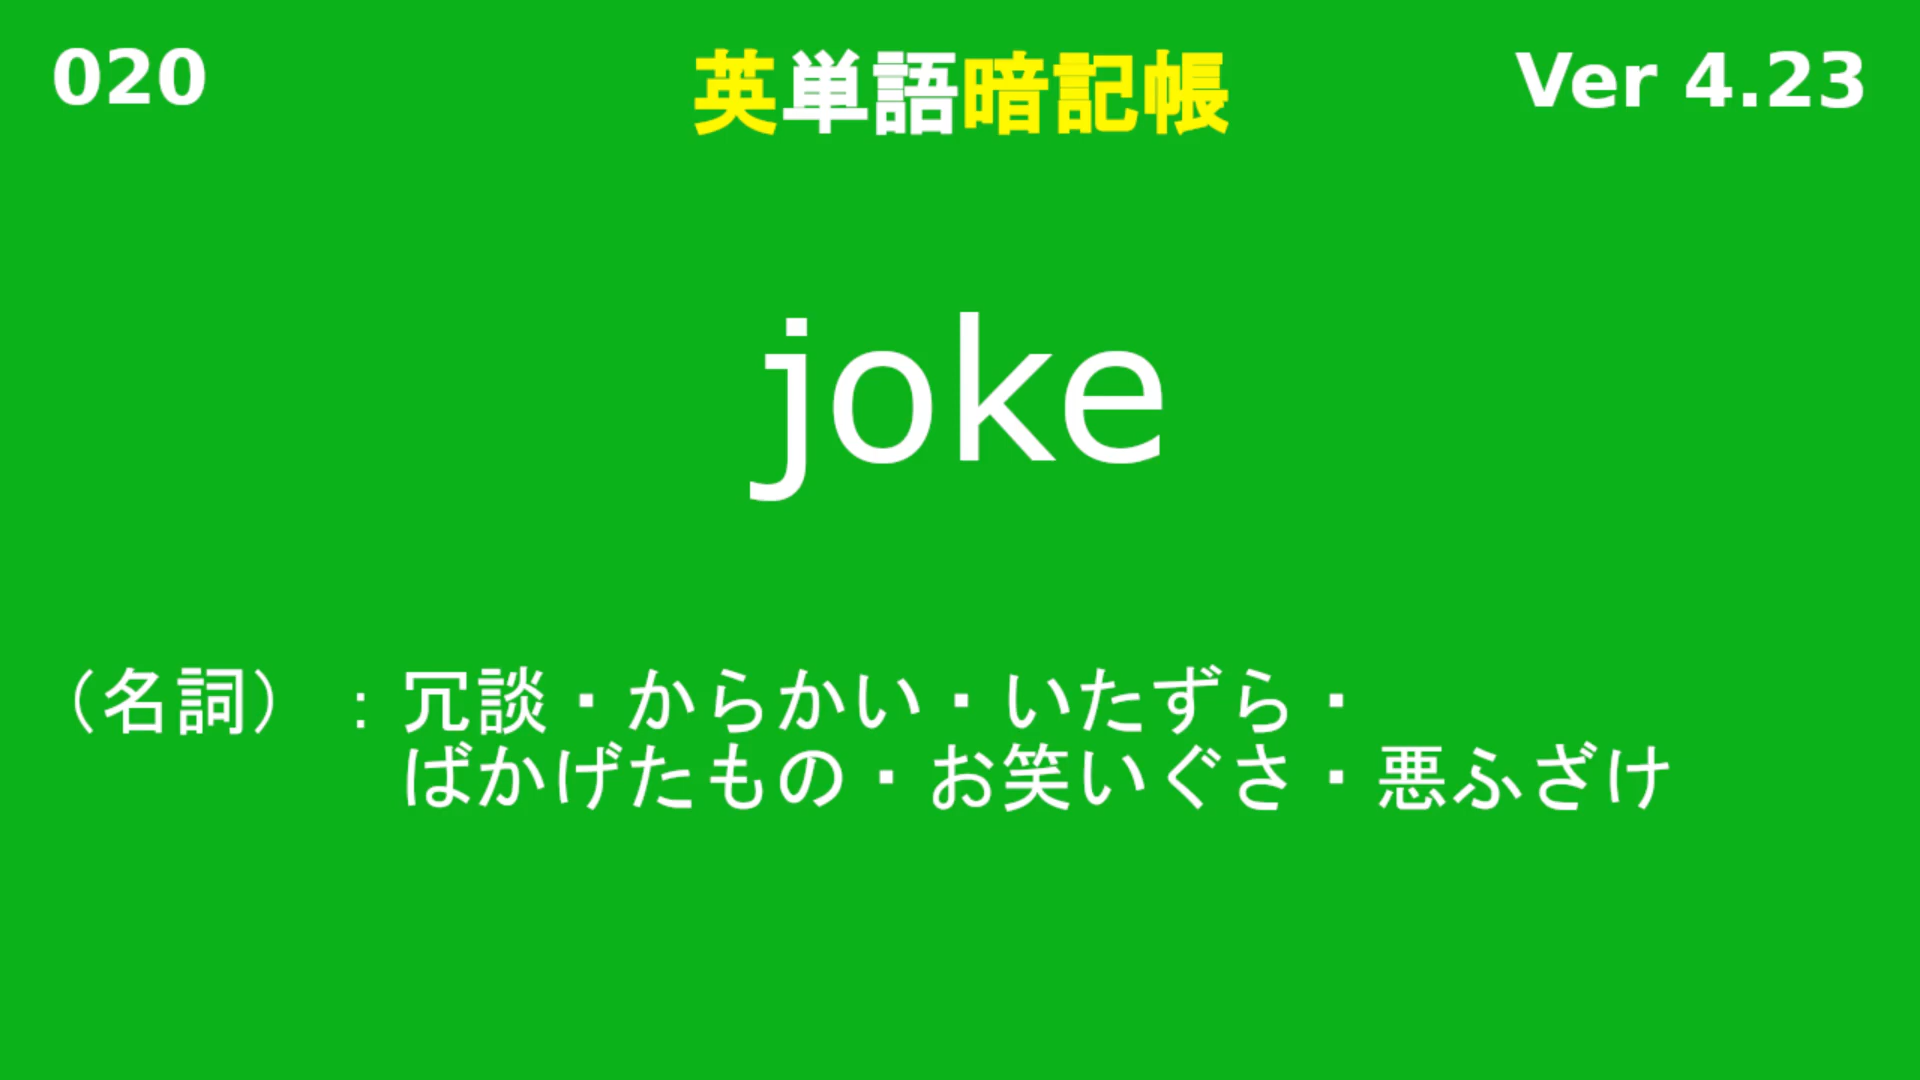 020 英単語暗記帳 Ver 4.23
joke
（名詞）：冗談・からかい・いたずら・
ばかげたもの・お笑いぐさ・悪ふざけ